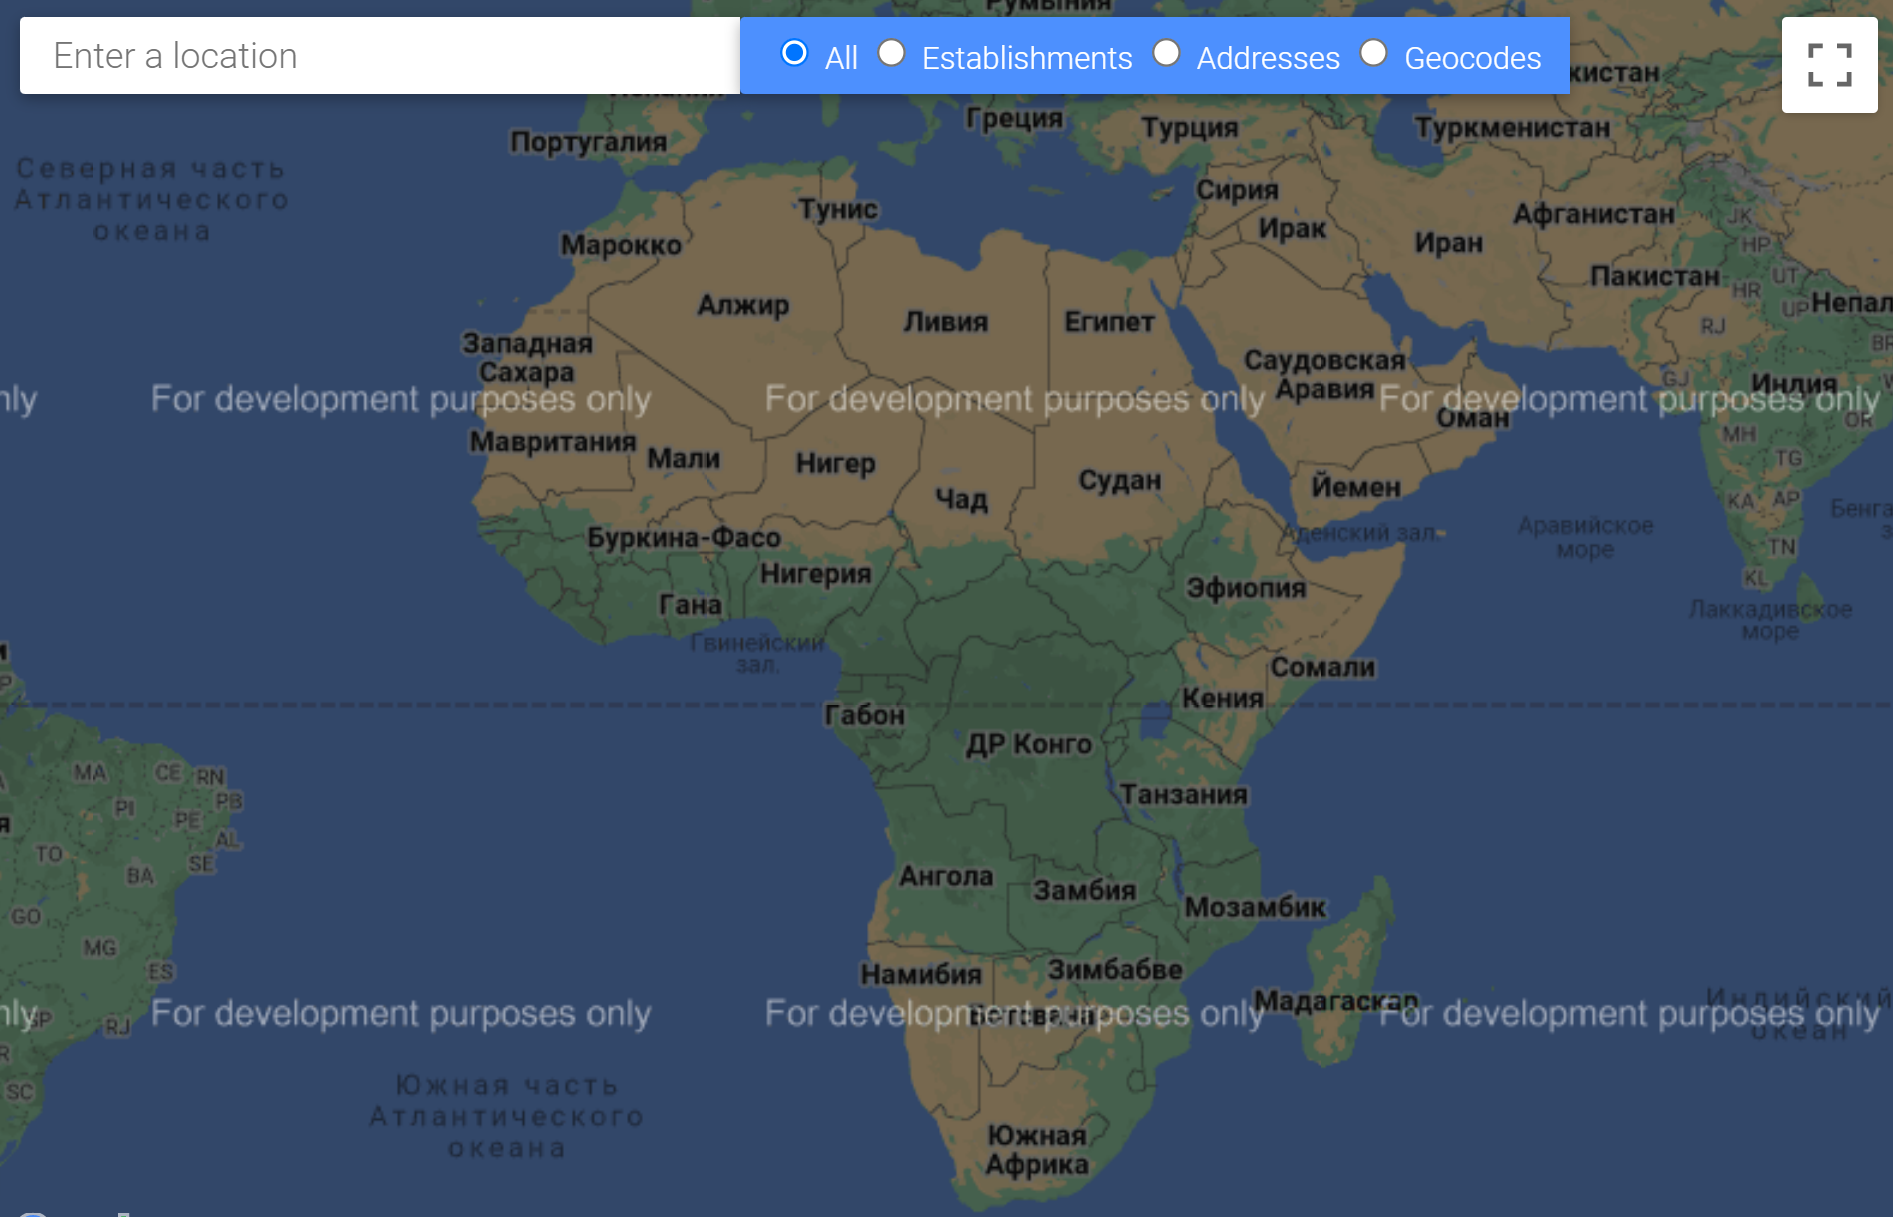 Румыния
Enter a location
All
Establishments
Addresses
Geocodes
Португалия
Греция
Турция
Туркменистан
Северная часть
Атлантического
океана
Тунис
Сирия
Ирак
Иран
Афганистан
JK
HP
Марокко
Пакистан
UT
HR
UP
Непал
Алжир
Ливия
Египет
RJ
Западная
Сахара
Саудовская
Аравия
GJ
Индия
For development purposes only
For development purposes only
For development purposes only
Оман
OR
Мавритания
Мали
Нигер
Чад
Судан
Йемен
MH
TG
KA
AP
Буркина-Фасо
Аденский зал.
Аравийское
море
TN
Нигерия
Гана
Эфиопия
KL
Лаккадивское
море
Гвинейский
зал.
Сомали
Кения
Габон
ДР Конго
MA
CE
RN
PI
PB
PE
AL
TO
BA
SE
Танзания
Ангола
Замбия
Мозамбик
GO
MG
ES
Намибия
Зимбабве
Мадагаскар
Индийский
океан
For development purposes only
For development purposes only
For development purposes only
Ботсвана
SP
RJ
SC
Южная часть
Атлантического
океана
Южная
Африка